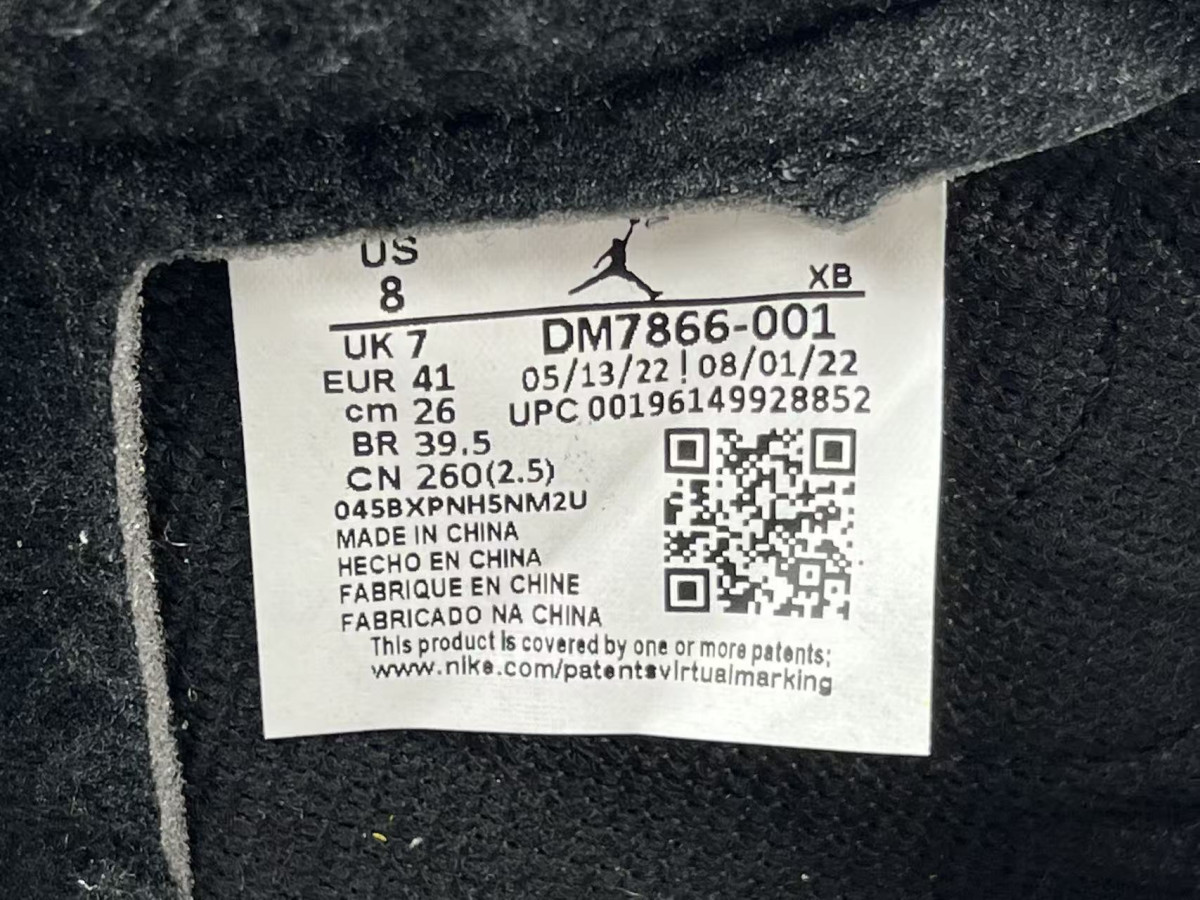 US
8
XB
UK 7
DM7866-001
EUR 41
05/13/22 ! 08/01/22
cm 26
UPC 00196149928852
BR 39.5
CN 260(2.5)
045BXPNH5NM2U
MADE IN CHINA
HECHO EN CHINA
FABRIQUE EN CHINE
FABRICADO NA CHINA
This product is covered by one or more patents:
www.nike.com/patentsvirtualmarking